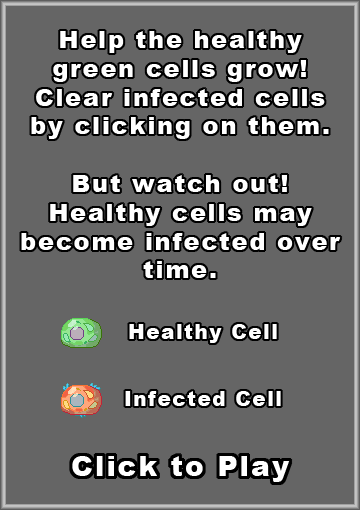 Help the healthy
green cells grow!
Clear infected cells
by clicking on them.
But watch out!
Healthy cells may
become infected over
time.
Healthy Cell
Infected Cell
Click to Play